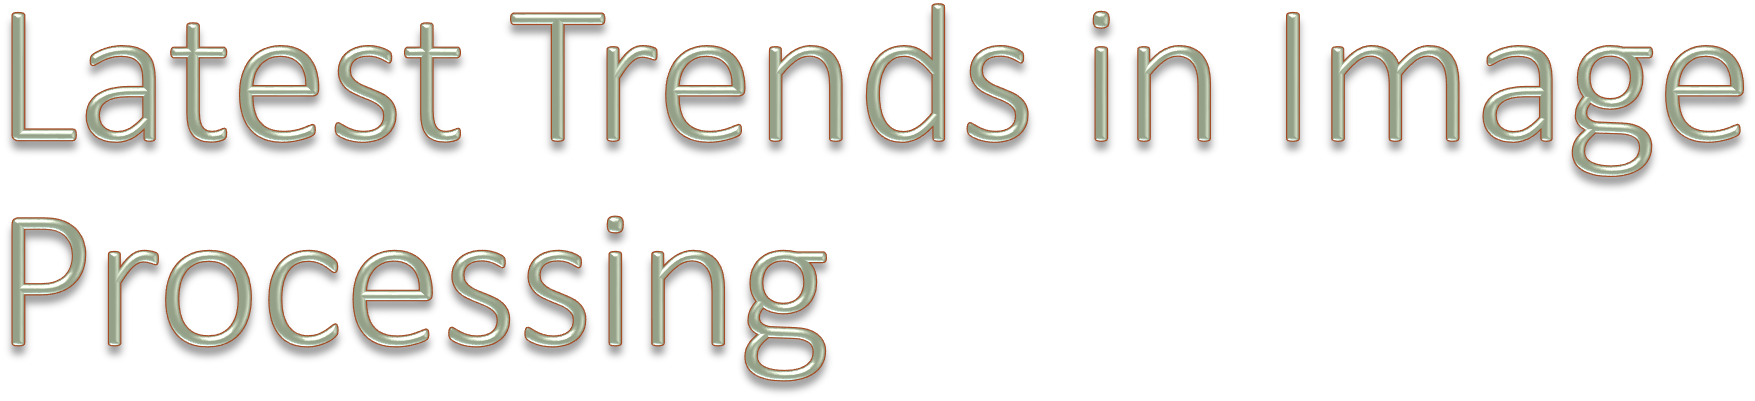 Latest Trends in Image
Processing